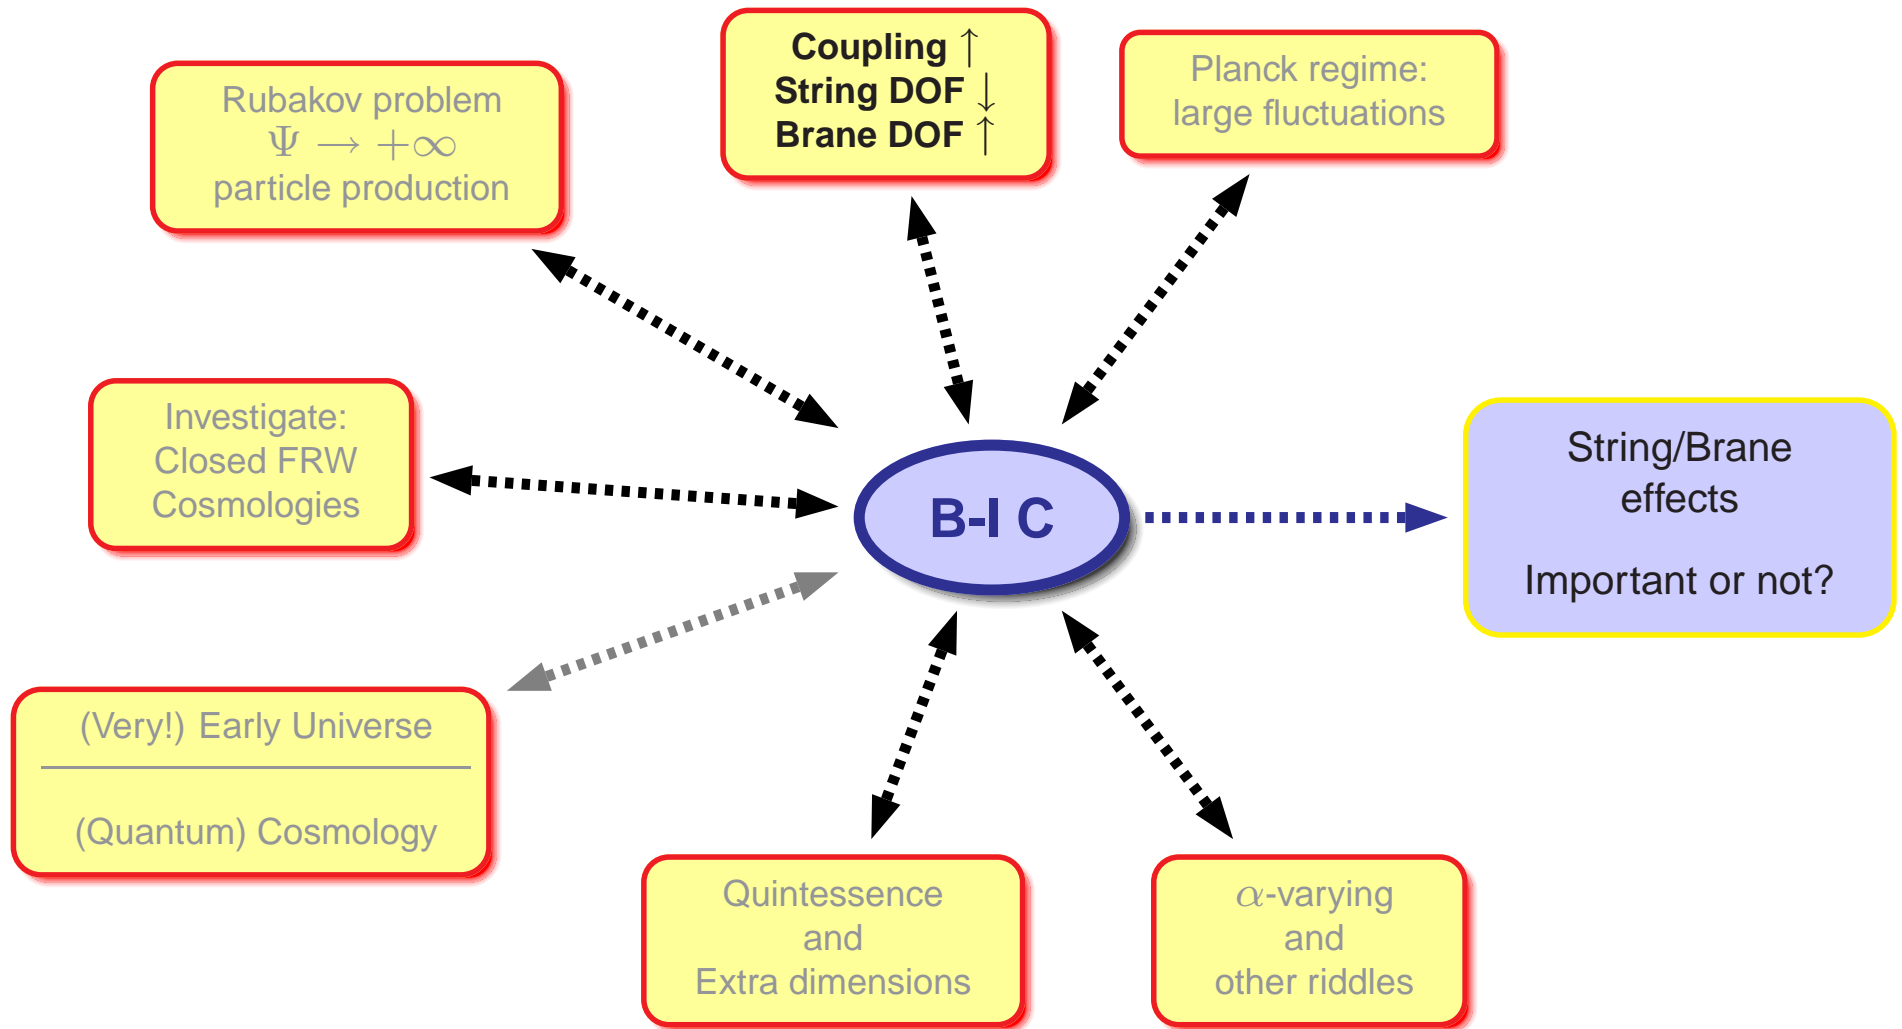 Coupling ↑
String DOF ↓
Brane DOF ↑
Planck regime:
large fluctuations
Rubakov problem
Ψ → +∞
particle production
Investigate:
Closed FRW
Cosmologies
B-I C
String/Brane
effects
Important or not?
(Very!) Early Universe
(Quantum) Cosmology
Quintessence
and
Extra dimensions
α-varying
and
other riddles